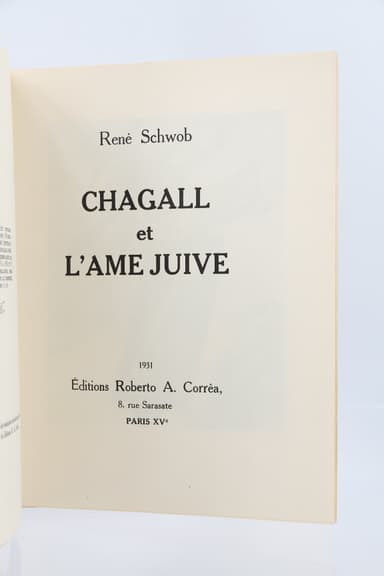 René Schwob
CHAGALL
et
L'AME JUIVE
1931
Éditions Roberto A. Corrêa,
8, rue Sarasate
PARIS XVe